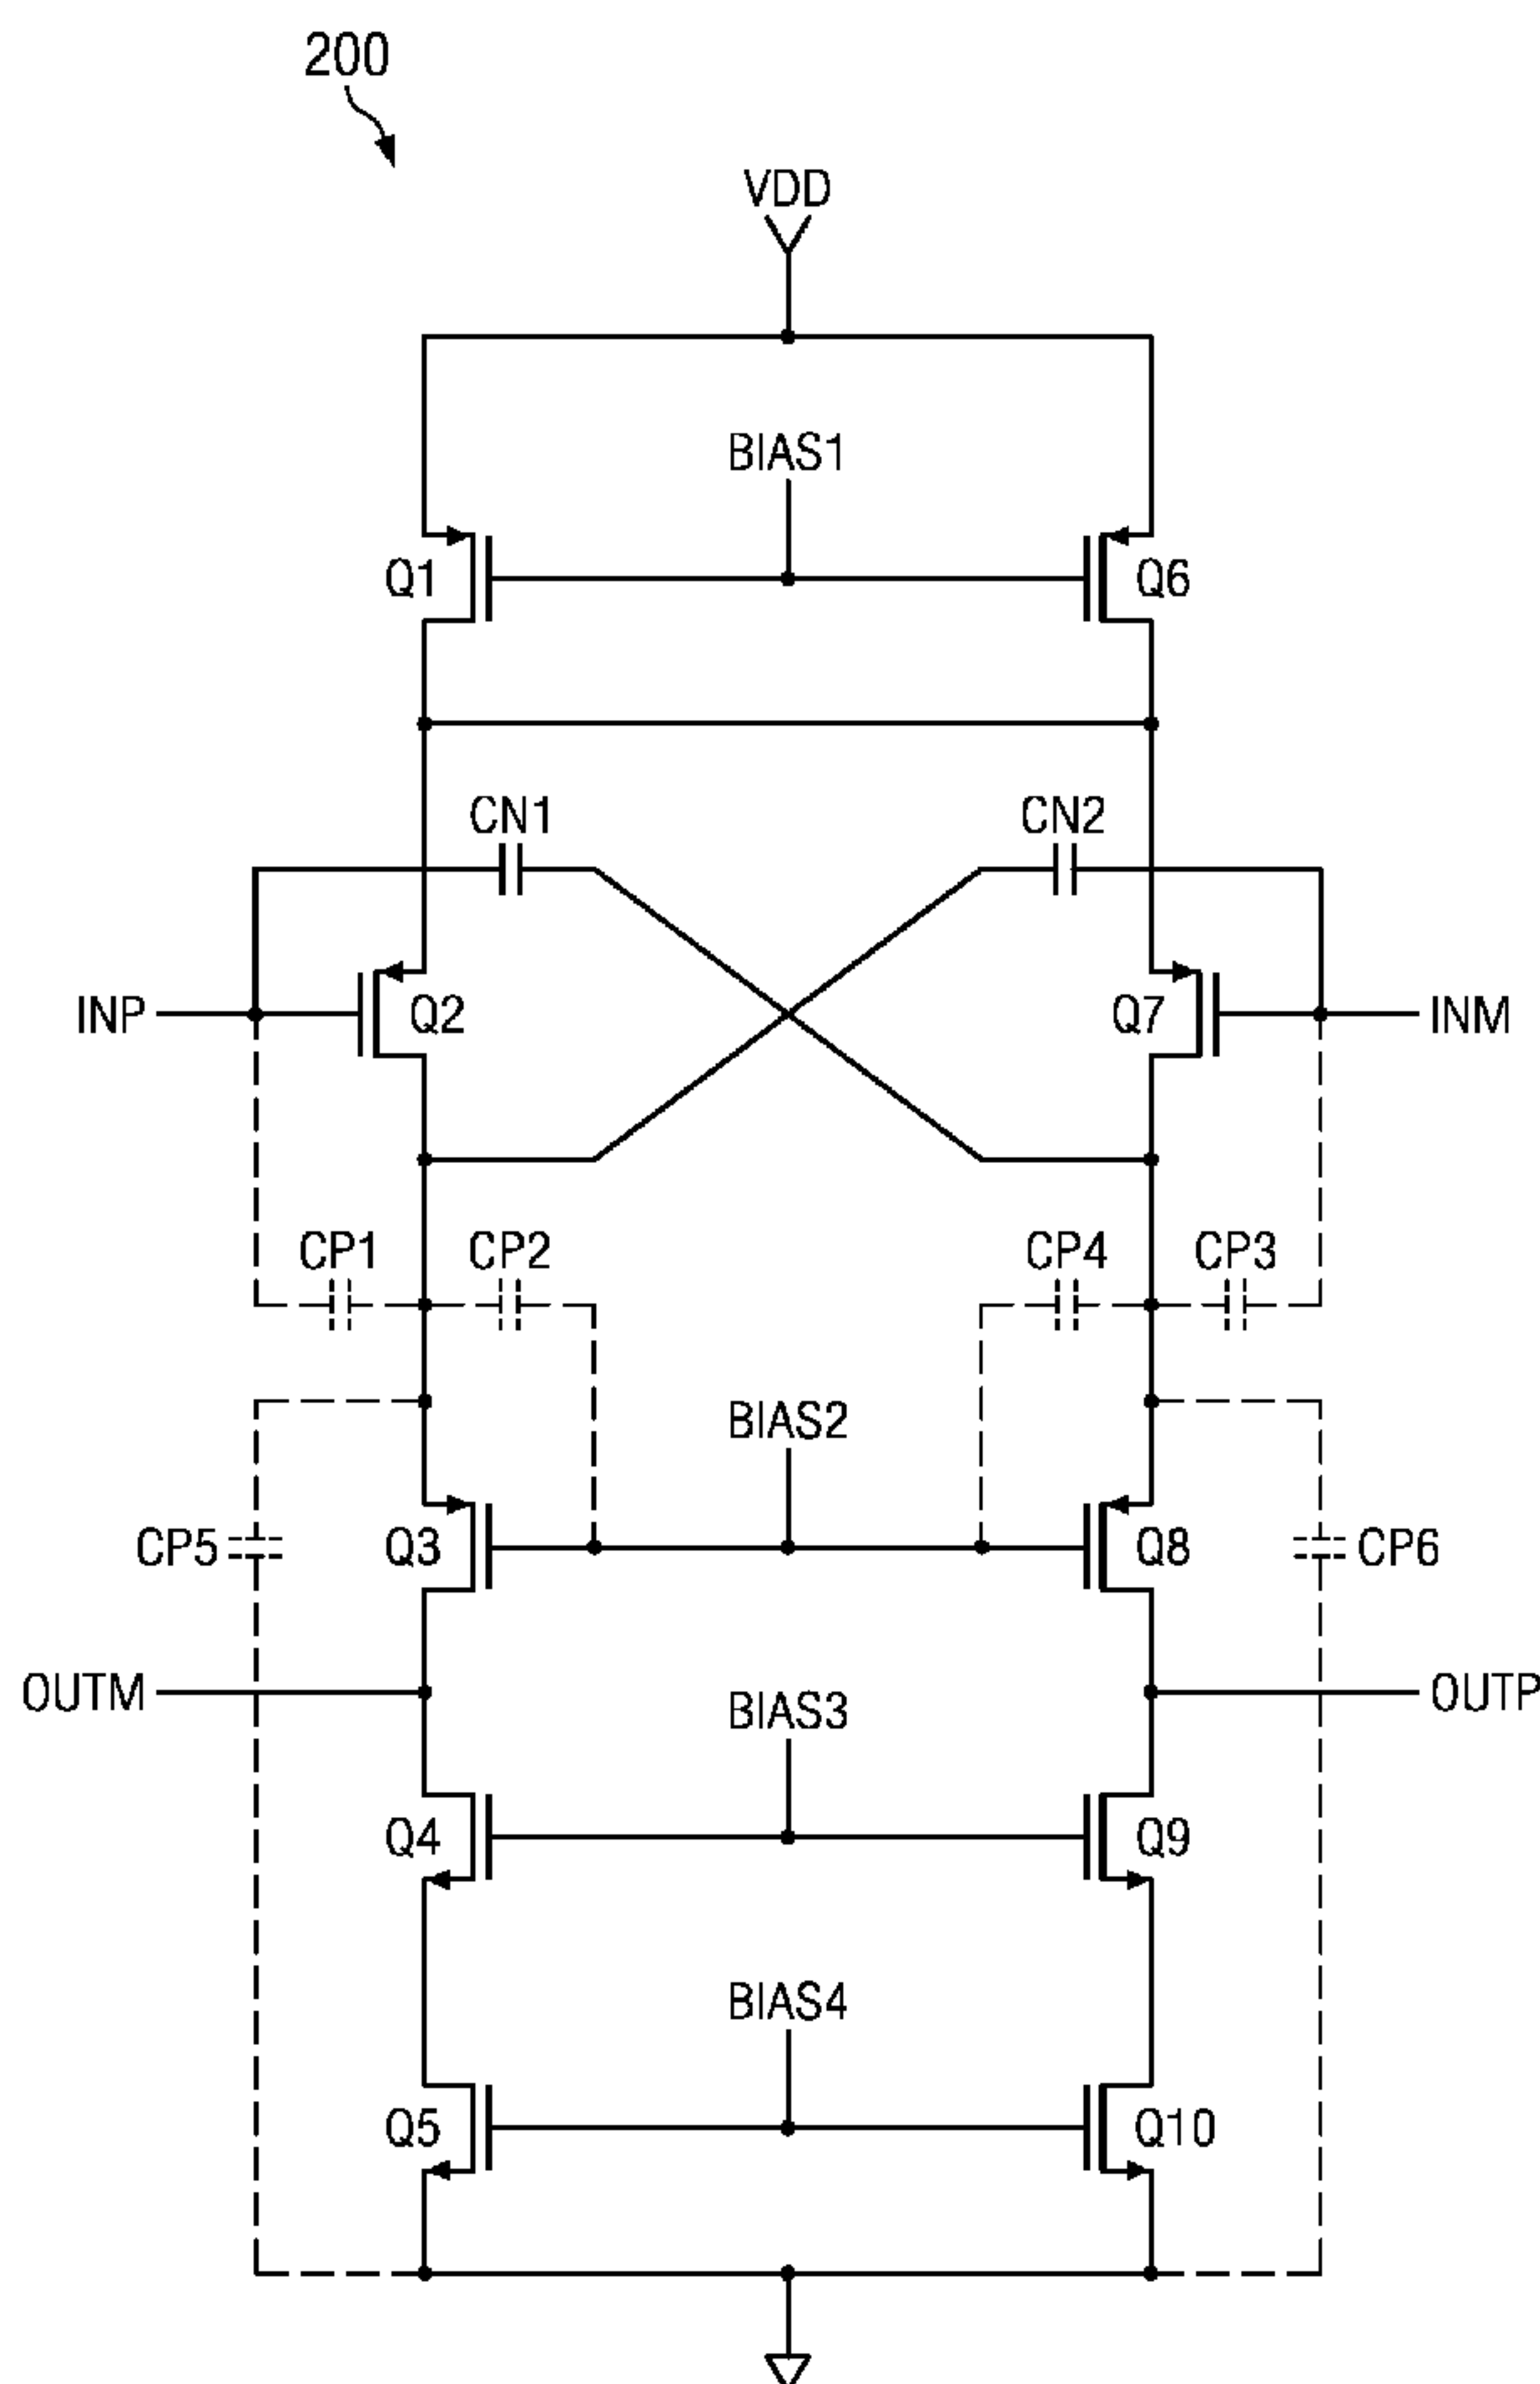 200
VDD
BIAS1
Q1
Q6
CN1
CN2
INP
Q2
Q7
INM
CP1
CP2
CP4
CP3
BIAS2
CP5
Q3
Q8
CP6
OUTM
BIAS3
OUTP
Q4
Q9
BIAS4
Q5
Q10